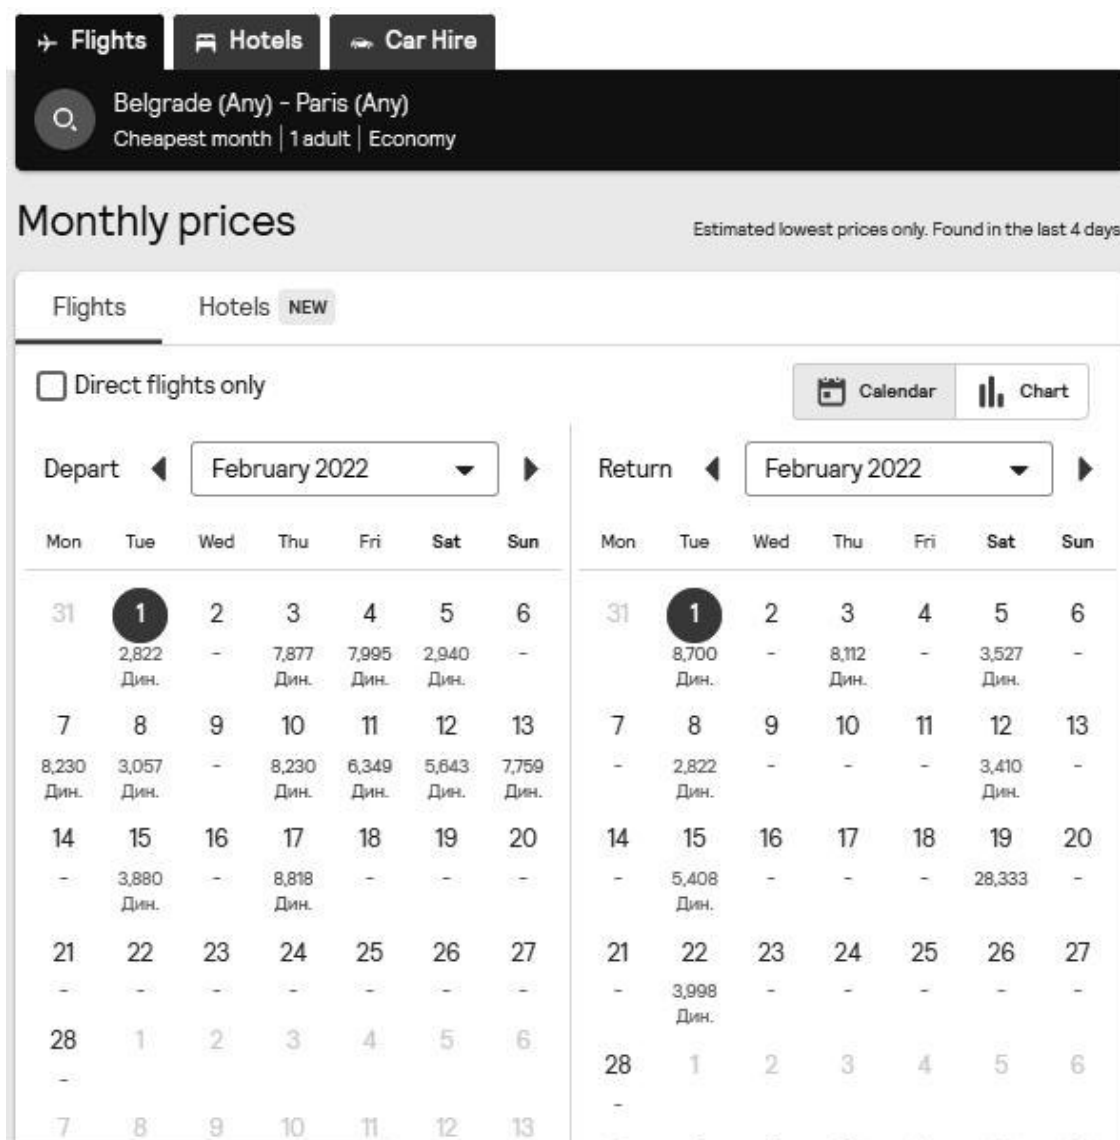 Flights Hotels Car Hire
Belgrade (Any) - Paris (Any)
Cheapest month | 1 adult | Economy
Monthly prices
Estimated lowest prices only. Found in the last 4 days
Flights Hotels NEW
Direct flights only
Calendar Chart
Depart February 2022
Mon Tue Wed Thu Fri Sat Sun
31 1 2 3 4 5 6
2,822 - 7,877 7,995 2,940 -
Дин. Дин. Дин. Дин.
7 8 9 10 11 12 13
8,230 3,057 - 8,230 6,349 5,643 7,759
Дин. Дин. Дин. Дин. Дин. Дин.
14 15 16 17 18 19 20
- 3,880 - 8,818 - - -
Дин. Дин.
21 22 23 24 25 26 27
- - - - - - -
28 1 2 3 4 5 6
-
7 8 9 10 11 12 13
Return February 2022
Mon Tue Wed Thu Fri Sat Sun
31 1 2 3 4 5 6
8,700 - 8,112 - 3,527 -
Дин. Дин. Дин.
7 8 9 10 11 12 13
- 2,822 - - - 3,410 -
Дин. Дин.
14 15 16 17 18 19 20
- 5,408 - - - 28,333 -
Дин.
21 22 23 24 25 26 27
- 3,998 - - - - -
Дин.
28 1 2 3 4 5 6
-